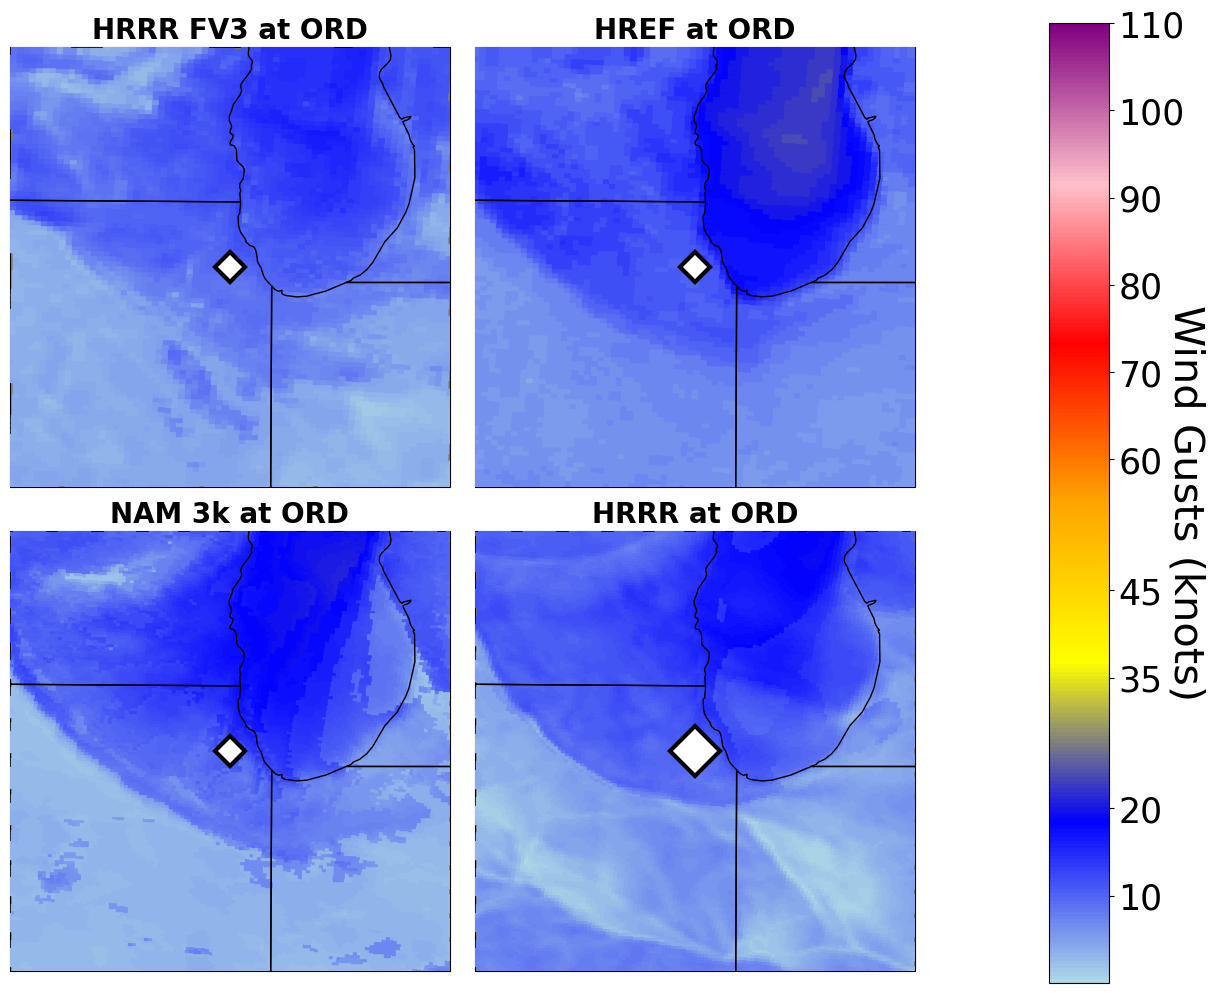 HRRR FV3 at ORD
HREF at ORD
NAM 3k at ORD
HRRR at ORD
110
100
90
80
70
60
45
35
20
10
Wind Gusts (knots)